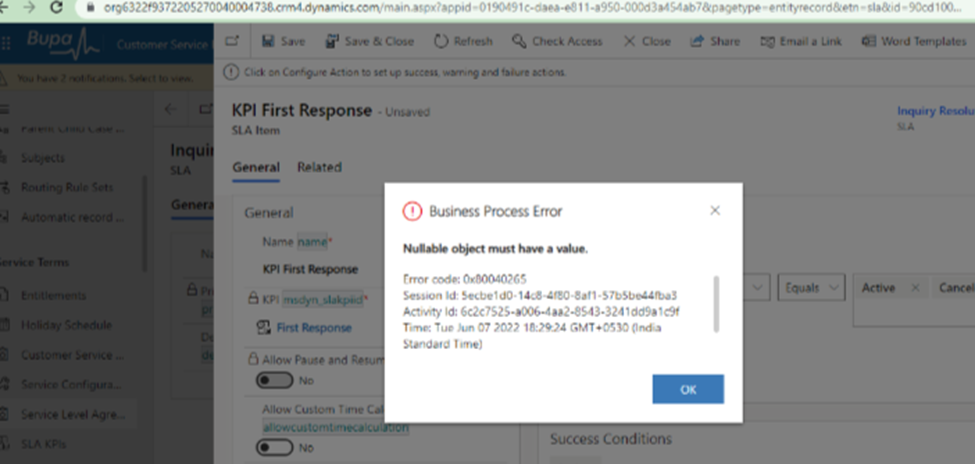 org6322f9372205270040004738.crm4.dynamics.com/main.aspx?appid=0190491c-daea-e811-a950-000d3a454ab7&pagetype=entityrecord&etn=sla&id=90cd100...
Bupa
Customer Service
Save
Save & Close
Refresh
Check Access
Close
Share
Email a Link
Word Templates
You have 2 notifications. Select to view.
Click on Configure Action to set up success, warning and failure actions.
KPI First Response - Unsaved
SLA Item
Inquiry Resolu
SLA
General
Related
Parent Child Case ...
Subjects
Routing Rule Sets
Automatic record ...
Service Terms
Entitlements
Holiday Schedule
Customer Service ...
Service Configura...
Service Level Agre...
SLA KPIs
Inqui
SLA
Genera
Na
Pr
pr
De
de
General
Name name*
KPI First Response
KPI msdyn_slakpiid*
First Response
Allow Pause and Resum
No
Allow Custom Time Cal
allowcustomtimecalculation
No
Business Process Error
Nullable object must have a value.
Error code: 0x80040265
Session Id: 5ecbe1d0-14c8-4f80-8af1-57b5be44fba3
Activity Id: 6c2c7525-a006-4aa2-8543-3241dd9a1c9f
Time: Tue Jun 07 2022 18:29:24 GMT+0530 (India
Standard Time)
OK
Equals
Active
Cancel
Success Conditions